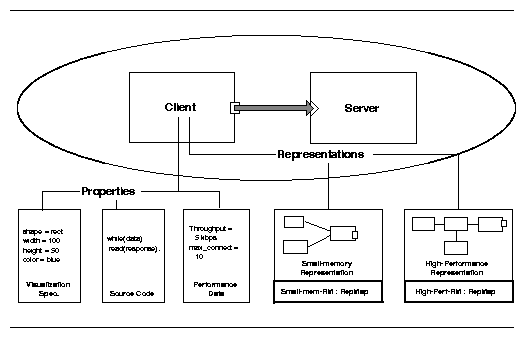 Client
Server
Representations
Properties
shape = rect
width = 100
height = 50
color = blue
Visualization
Spec.
while(data)
read(response).
Source Code
Throughput =
5 kbps
max_connect =
10
Performance
Data
Small-memory
Representation
Small-mem-RM : RepMap
High-Performance
Representation
High-Perf-RM : RepMap